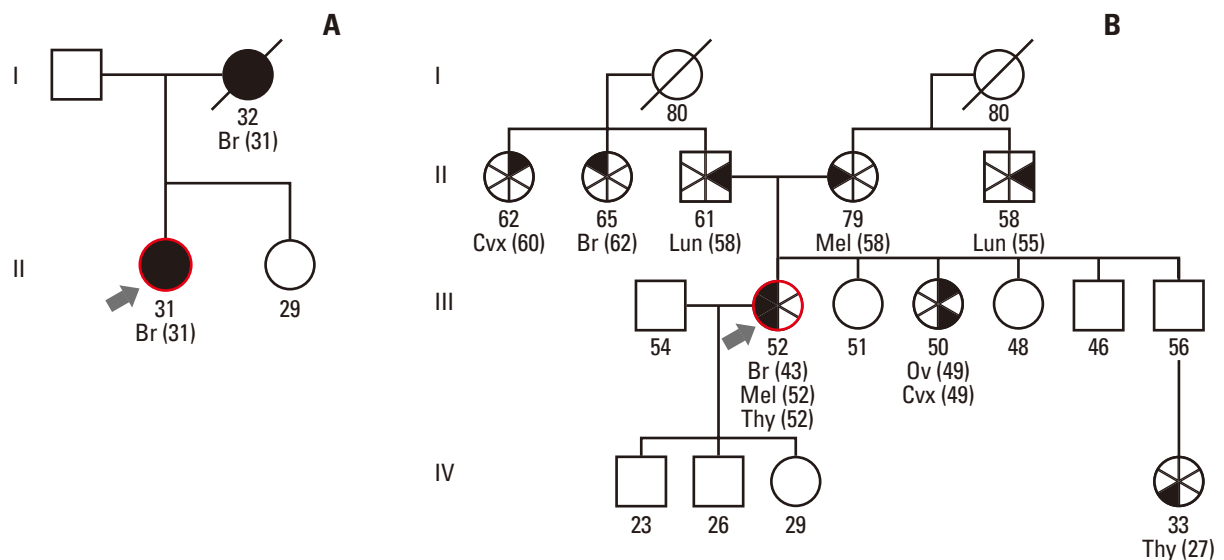 A
I
32
Br (31)
II
31
Br (31)
29
B
I
80
80
II
62
Cvx (60)
65
Br (62)
61
Lun (58)
79
Mel (58)
58
Lun (55)
III
54
52
Br (43)
Mel (52)
Thy (52)
51
50
Ov (49)
Cvx (49)
48
46
56
IV
23
26
29
33
Thy (27)